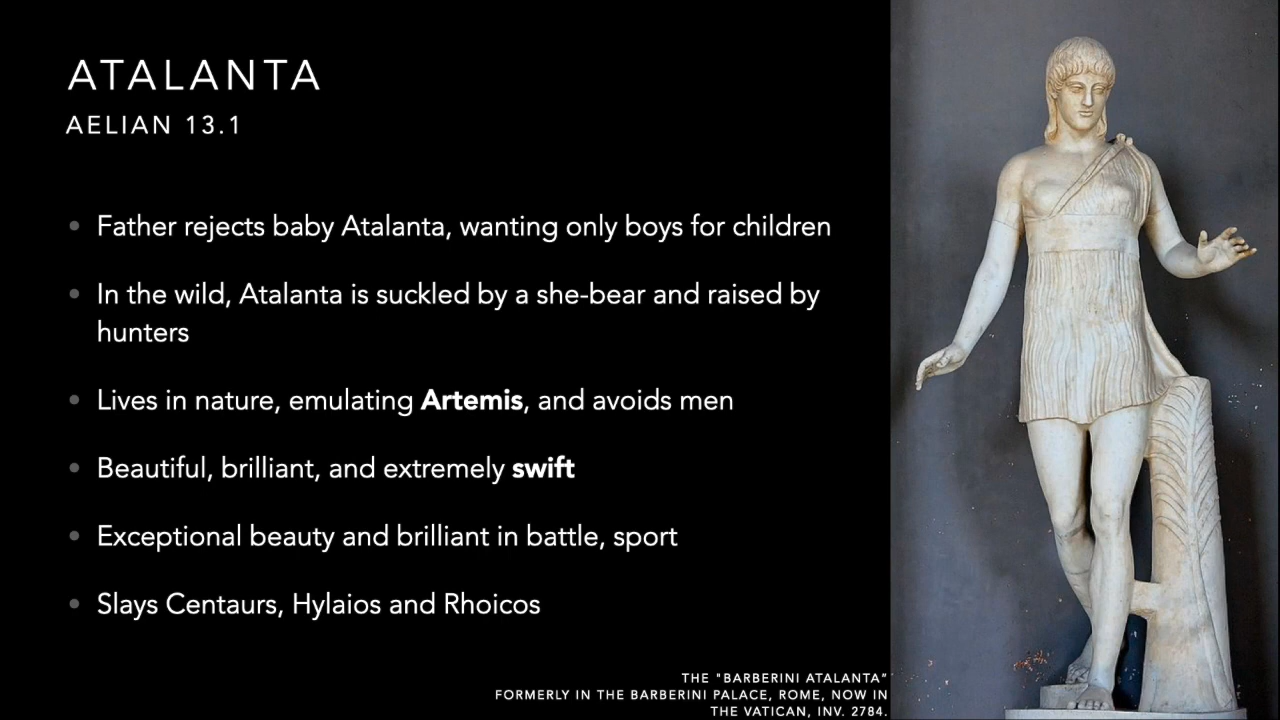 ATALANTA
AELIAN 13.1
• Father rejects baby Atalanta, wanting only boys for children
• In the wild, Atalanta is suckled by a she-bear and raised by
hunters
• Lives in nature, emulating Artemis, and avoids men
• Beautiful, brilliant, and extremely swift
• Exceptional beauty and brilliant in battle, sport
• Slays Centaurs, Hylaios and Rhoicos
THE "BARBERINI ATALANTA"
FORMERLY IN THE BARBERINI PALACE, ROME, NOW IN
THE VATICAN, INV. 2784.